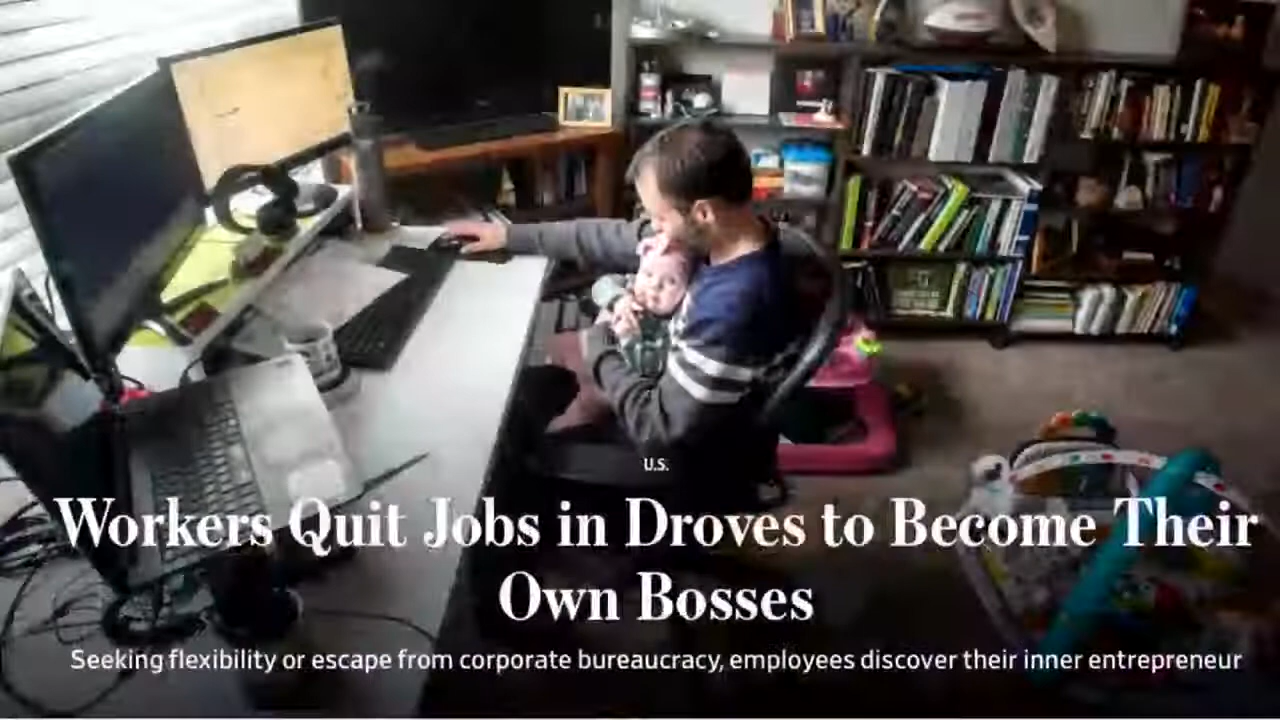 U.S.
Workers Quit Jobs in Droves to Become Their
Own Bosses
Seeking flexibility or escape from corporate bureaucracy, employees discover their inner entrepreneur